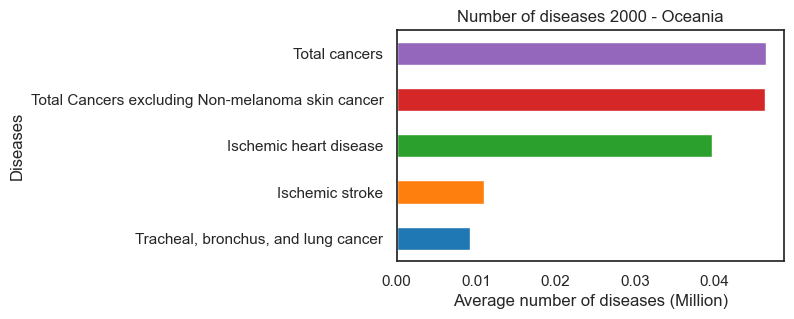 Number of diseases 2000 - Oceania
Diseases
Total cancers
Total Cancers excluding Non-melanoma skin cancer
Ischemic heart disease
Ischemic stroke
Tracheal, bronchus, and lung cancer
0.00 0.01 0.02 0.03 0.04
Average number of diseases (Million)